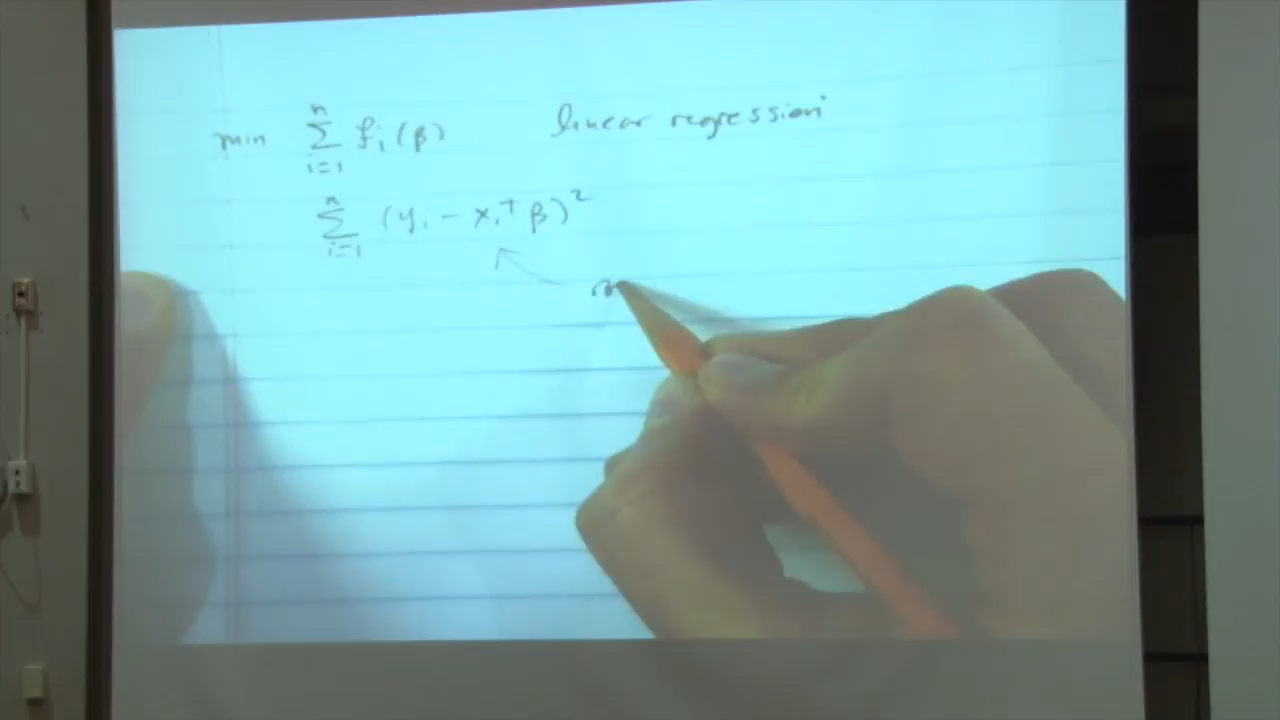 min ∑_{i=1}^{n} f_i(β) linear regression
∑_{i=1}^{n} (y_i - x_i^T β)^2